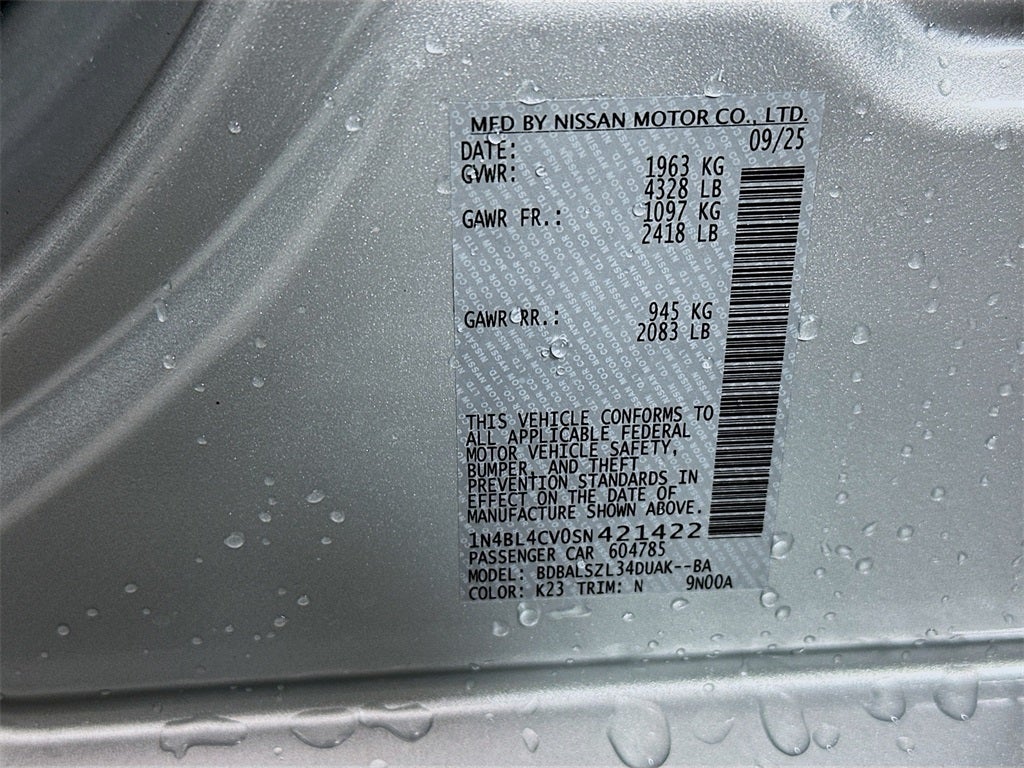 MFD BY NISSAN MOTOR CO., LTD.
DATE: 09/25
GVWR: 1963 KG
4328 LB
GAWR FR.: 1097 KG
2418 LB
GAWR RR.: 945 KG
2083 LB
THIS VEHICLE CONFORMS TO
ALL APPLICABLE FEDERAL
MOTOR VEHICLE SAFETY,
BUMPER, AND THEFT
PREVENTION STANDARDS IN
EFFECT ON THE DATE OF
MANUFACTURE SHOWN ABOVE.
1N4BL4CV0SN421422
PASSENGER CAR 604785
MODEL: BDBALSZL34DUAK--BA
COLOR: K23 TRIM: N 9N00A